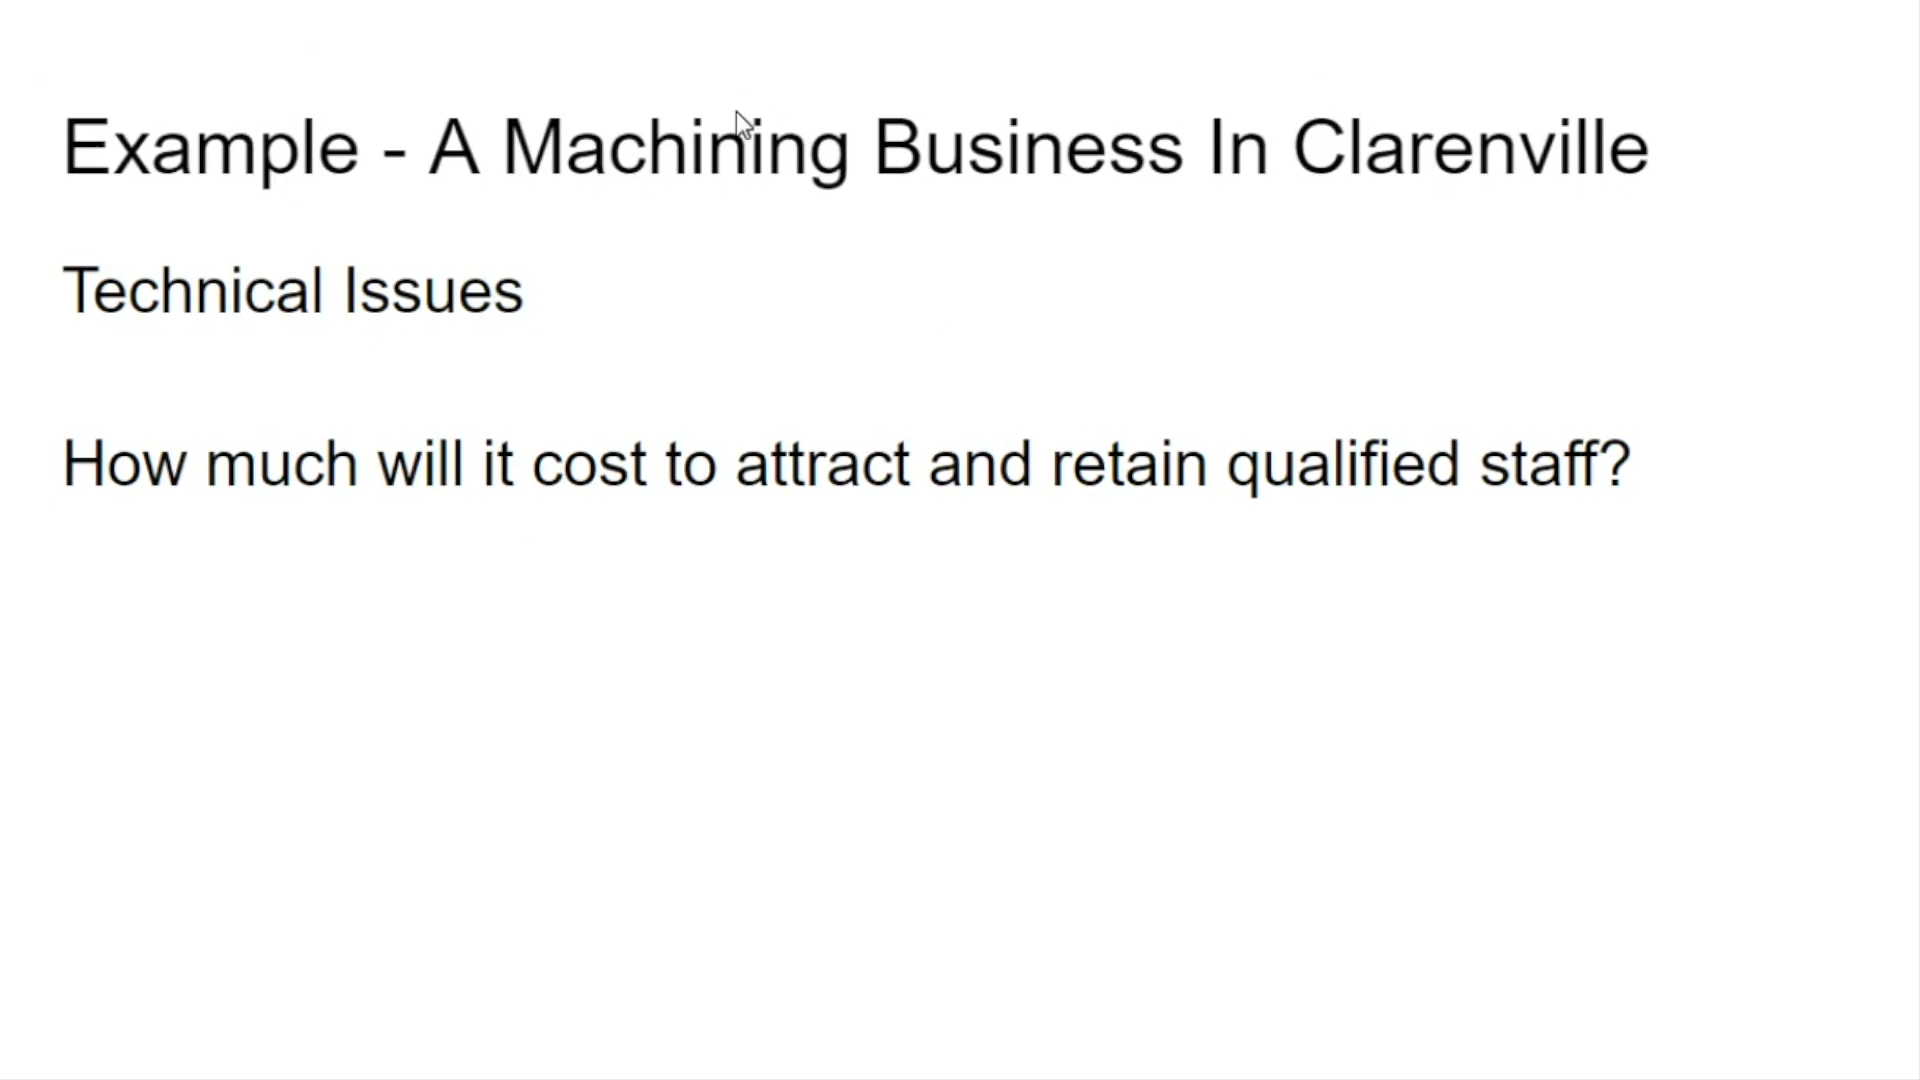 Example - A Machining Business In Clarenville
Technical Issues
How much will it cost to attract and retain qualified staff?